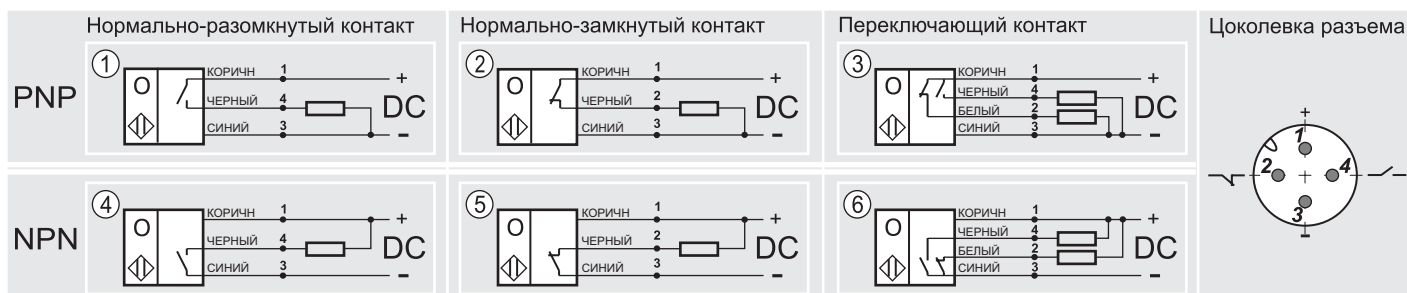 Нормально-разомкнутый контакт
Нормально-замкнутый контакт
Переключающий контакт
Цоколевка разъема
PNP
1
О
КОРИЧН 1 +
ЧЕРНЫЙ 4 DC
СИНИЙ 3 -
2
О
КОРИЧН 1 +
ЧЕРНЫЙ 2 DC
СИНИЙ 3 -
3
О
КОРИЧН 1 +
ЧЕРНЫЙ 4
БЕЛЫЙ 2 DC
СИНИЙ 3 -
NPN
4
О
КОРИЧН 1 +
ЧЕРНЫЙ 4 DC
СИНИЙ 3 -
5
О
КОРИЧН 1 +
ЧЕРНЫЙ 2 DC
СИНИЙ 3 -
6
О
КОРИЧН 1 +
ЧЕРНЫЙ 4
БЕЛЫЙ 2 DC
СИНИЙ 3 -
+
1
2 + 4
3
-